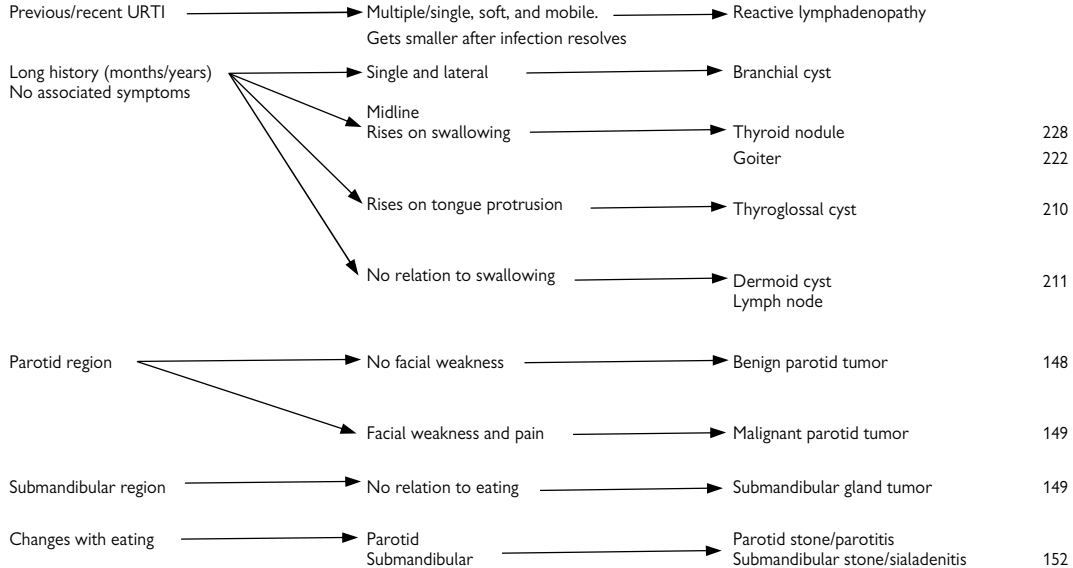 Previous/recent URTI Multiple/single, soft, and mobile. Reactive lymphadenopathy
Gets smaller after infection resolves
Long history (months/years) Single and lateral Branchial cyst
No associated symptoms
Midline
Rises on swallowing Thyroid nodule 228
Goiter 222
Rises on tongue protrusion Thyroglossal cyst 210
No relation to swallowing Dermoid cyst 211
Lymph node
Parotid region No facial weakness Benign parotid tumor 148
Facial weakness and pain Malignant parotid tumor 149
Submandibular region No relation to eating Submandibular gland tumor 149
Changes with eating Parotid Parotid stone/parotitis
Submandibular Submandibular stone/sialadenitis 152